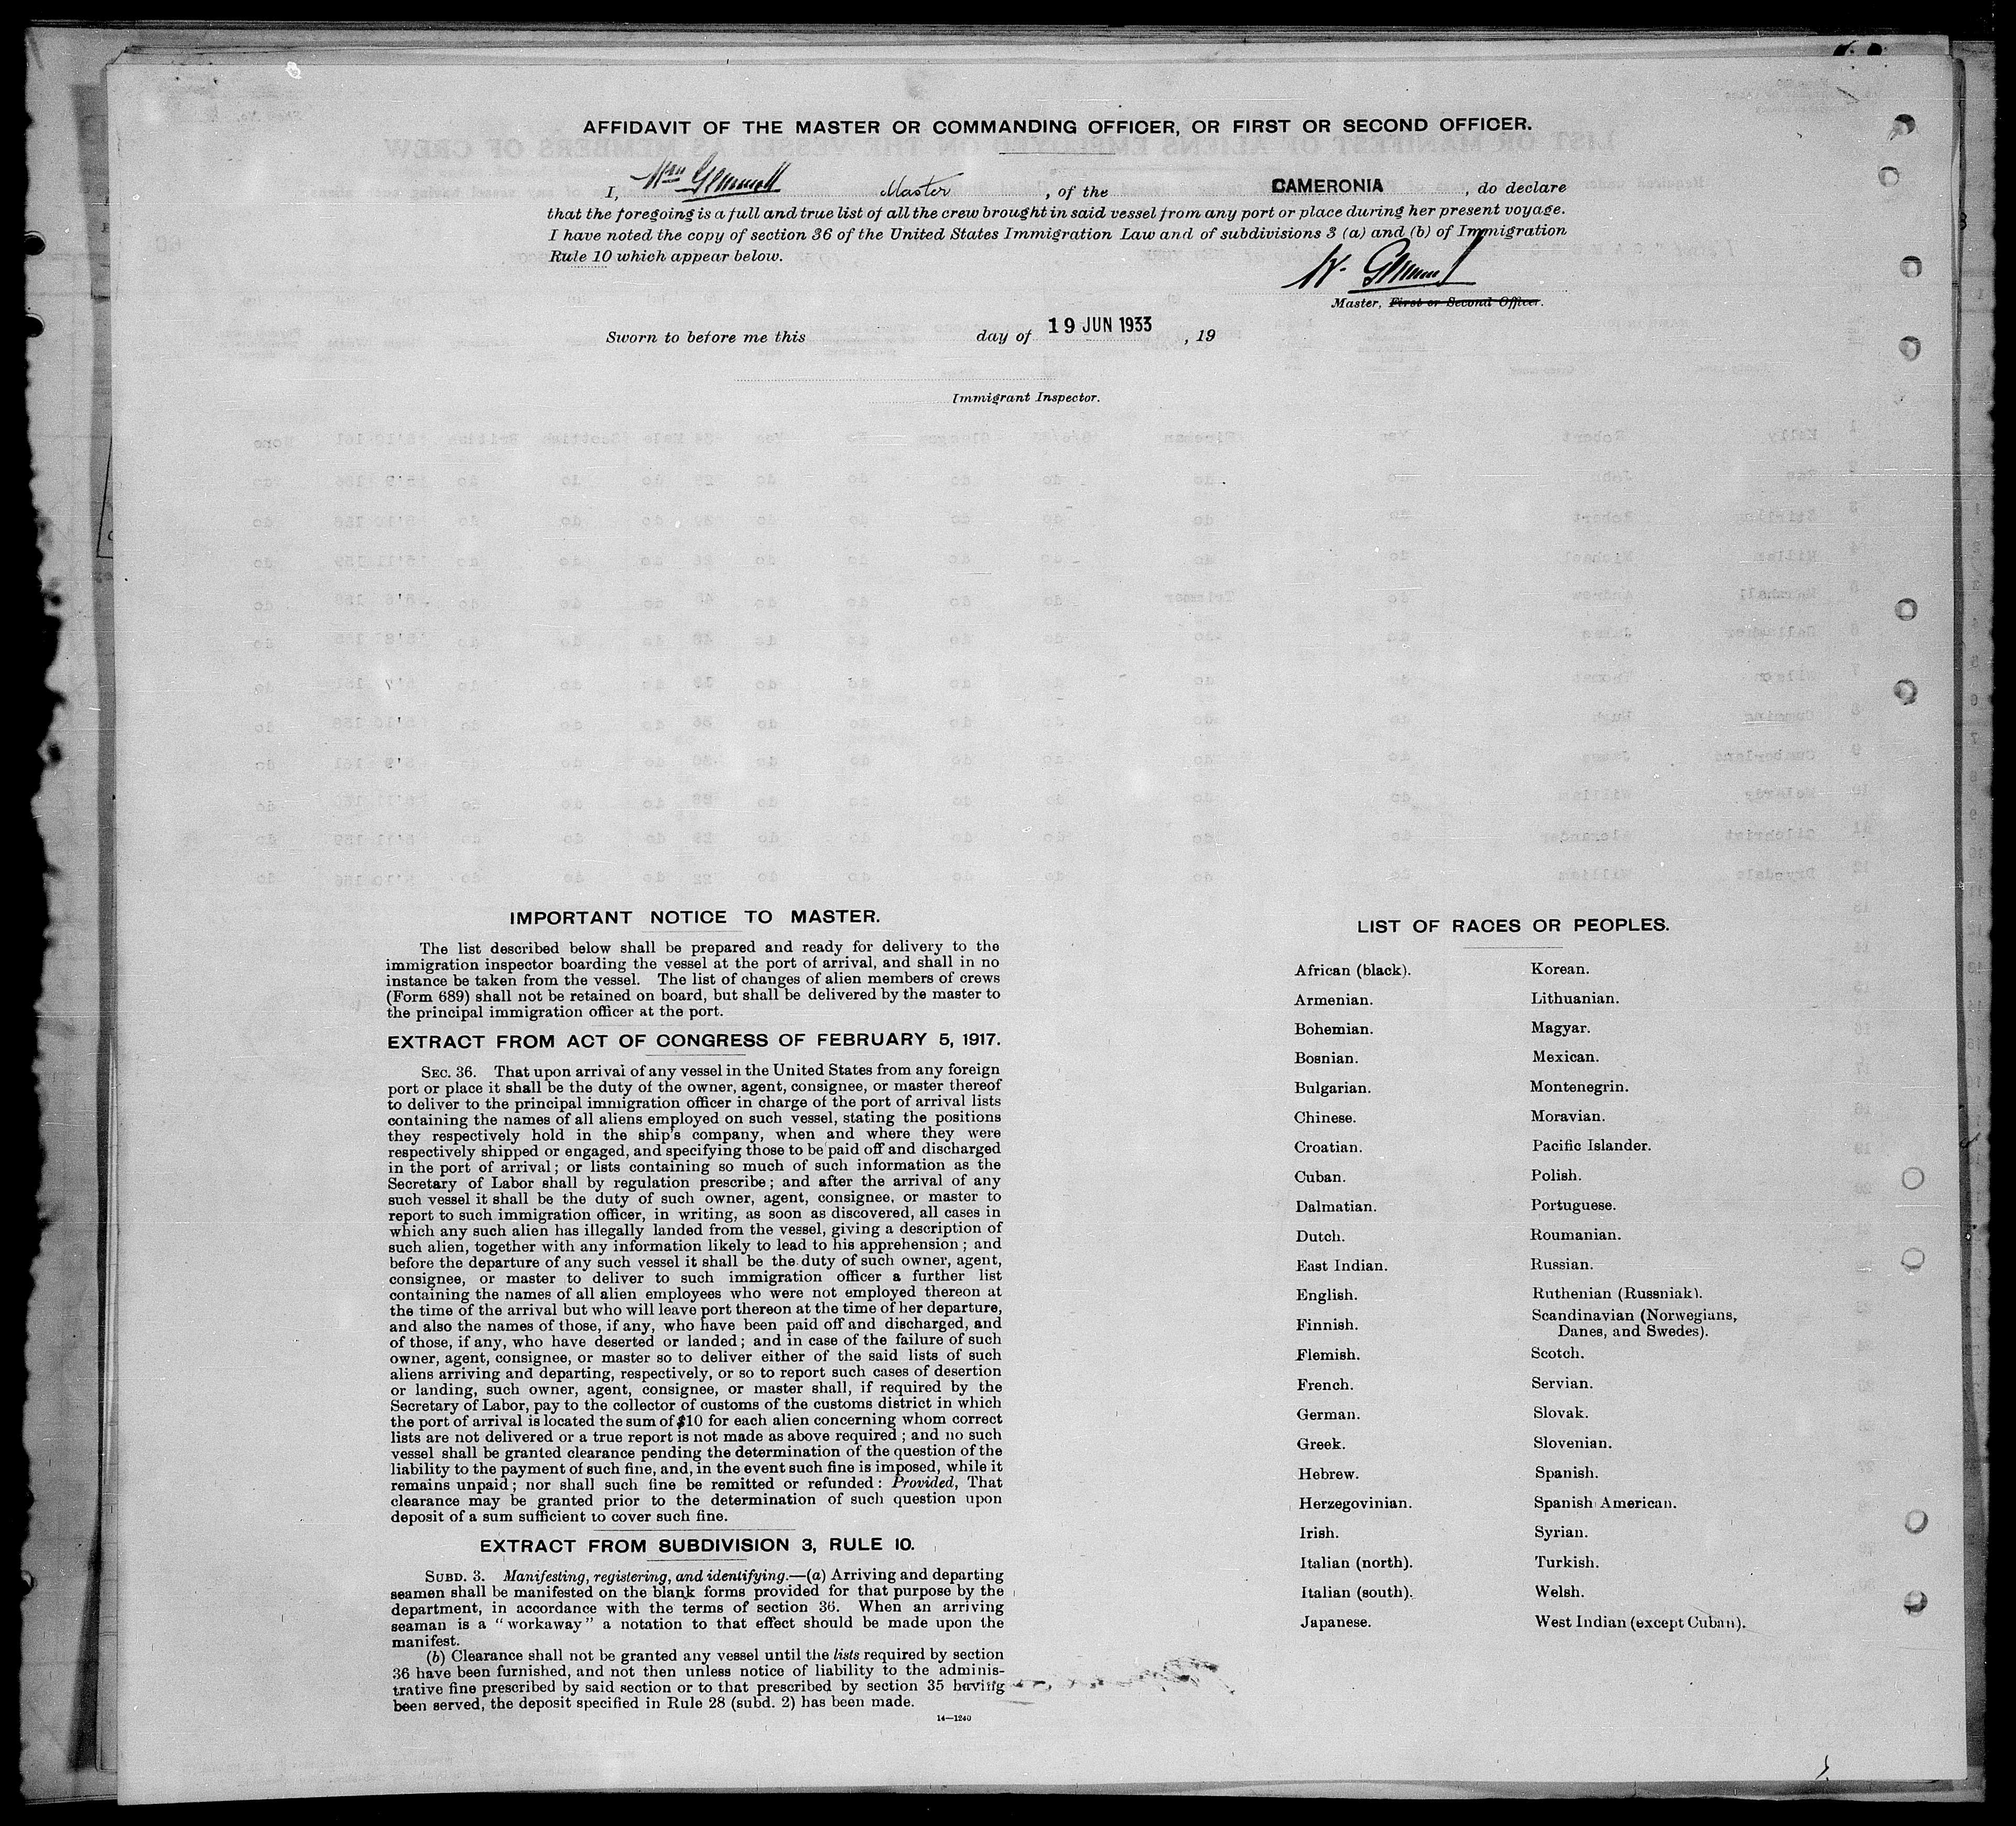 AFFIDAVIT OF THE MASTER OR COMMANDING OFFICER, OR FIRST OR SECOND OFFICER.
I, Wm Gemmell Master, of the CAMERONIA, do declare
that the foregoing is a full and true list of all the crew brought in said vessel from any port or place during her present voyage.
I have noted the copy of section 36 of the United States Immigration Law and of subdivisions 3 (a) and (b) of Immigration
Rule 10 which appear below.
W. Gemmell
Master, First or Second Officer.
Sworn to before me this day of 19 JUN 1933, 19
Immigrant Inspector.
IMPORTANT NOTICE TO MASTER.
The list described below shall be prepared and ready for delivery to the
immigration inspector boarding the vessel at the port of arrival, and shall in no
instance be taken from the vessel. The list of changes of alien members of crews
(Form 689) shall not be retained on board, but shall be delivered by the master to
the principal immigration officer at the port.
EXTRACT FROM ACT OF CONGRESS OF FEBRUARY 5, 1917.
SEC. 36. That upon arrival of any vessel in the United States from any foreign
port or place it shall be the duty of the owner, agent, consignee, or master thereof
to deliver to the principal immigration officer in charge of the port of arrival lists
containing the names of all aliens employed on such vessel, stating the positions
they respectively hold in the ship's company, when and where they were
respectively shipped or engaged, and specifying those to be paid off and discharged
in the port of arrival; or lists containing so much of such information as the
Secretary of Labor shall by regulation prescribe; and after the arrival of any
such vessel it shall be the duty of such owner, agent, consignee, or master to
report to such immigration officer, in writing, as soon as discovered, all cases in
which any such alien has illegally landed from the vessel, giving a description of
such alien, together with any information likely to lead to his apprehension; and
before the departure of any such vessel it shall be the duty of such owner, agent,
consignee, or master to deliver to such immigration officer a further list
containing the names of all alien employees who were not employed thereon at
the time of the arrival but who will leave port thereon at the time of her departure,
and also the names of those, if any, who have been paid off and discharged, and
of those, if any, who have deserted or landed; and in case of the failure of such
owner, agent, consignee, or master so to deliver either of the said lists of such
aliens arriving and departing, respectively, or so to report such cases of desertion
or landing, such owner, agent, consignee, or master shall, if required by the
Secretary of Labor, pay to the collector of customs of the customs district in which
the port of arrival is located the sum of $10 for each alien concerning whom correct
lists are not delivered or a true report is not made as above required; and no such
vessel shall be granted clearance pending the determination of the question of the
liability to the payment of such fine, and, in the event such fine is imposed, while it
remains unpaid; nor shall such fine be remitted or refunded: Provided, That
clearance may be granted prior to the determination of such question upon
deposit of a sum sufficient to cover such fine.
EXTRACT FROM SUBDIVISION 3, RULE 10.
SUBD. 3. Manifesting, registering, and identifying.—(a) Arriving and departing
seamen shall be manifested on the blank forms provided for that purpose by the
department, in accordance with the terms of section 36. When an arriving
seaman is a "workaway" a notation to that effect should be made upon the
manifest.
(b) Clearance shall not be granted any vessel until the lists required by section
36 have been furnished, and not then unless notice of liability to the adminis-
trative fine prescribed by said section or to that prescribed by section 35 having
been served, the deposit specified in Rule 28 (subd. 2) has been made.
14—1240
LIST OF RACES OR PEOPLES.
African (black).
Armenian.
Bohemian.
Bosnian.
Bulgarian.
Chinese.
Croatian.
Cuban.
Dalmatian.
Dutch.
East Indian.
English.
Finnish.
Flemish.
French.
German.
Greek.
Hebrew.
Herzegovinian.
Irish.
Italian (north).
Italian (south).
Japanese.
Korean.
Lithuanian.
Magyar.
Mexican.
Montenegrin.
Moravian.
Pacific Islander.
Polish.
Portuguese.
Roumanian.
Russian.
Ruthenian (Russniak).
Scandinavian (Norwegians,
Danes, and Swedes).
Scotch.
Servian.
Slovak.
Slovenian.
Spanish.
Spanish American.
Syrian.
Turkish.
Welsh.
West Indian (except Cuban).